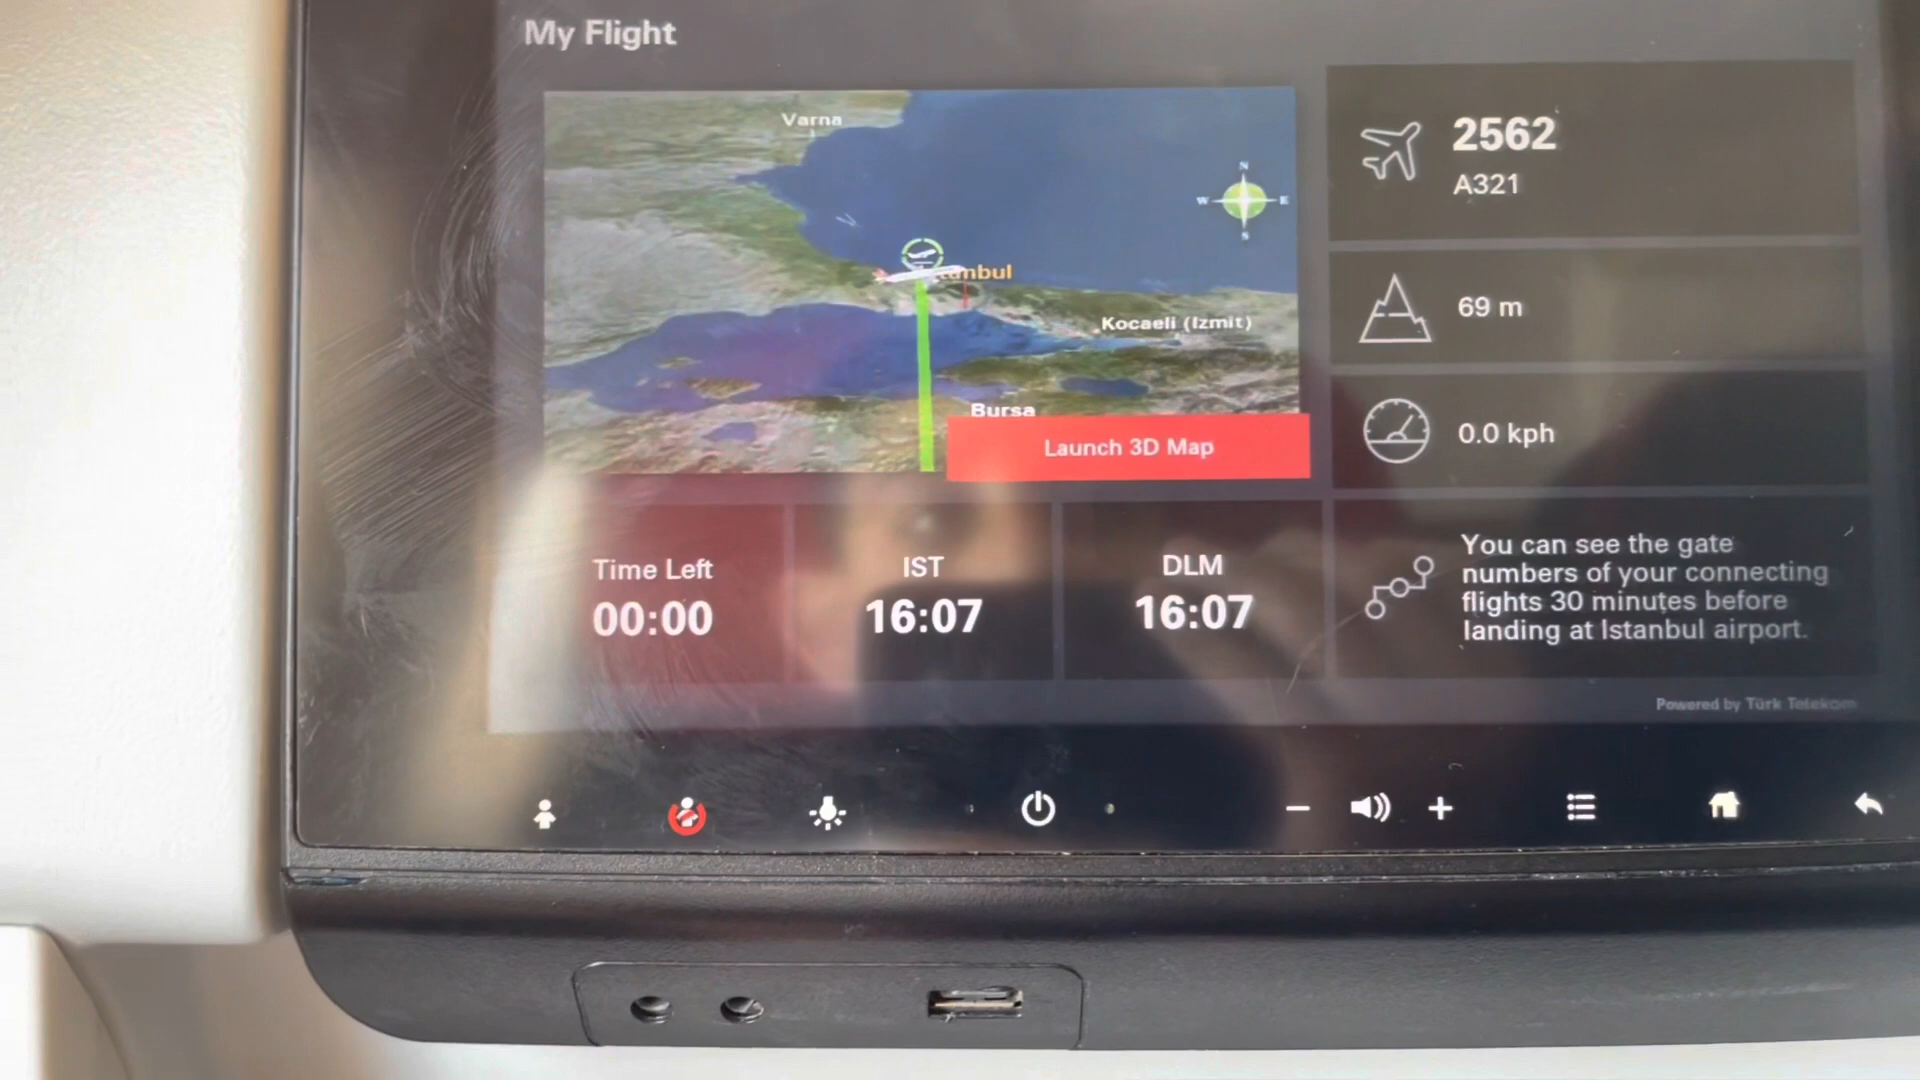 My Flight
Varna
N
W E
S
Kocaeli (Izmit)
Bursa
Launch 3D Map
2562
A321
69 m
0.0 kph
Time Left
00:00
IST
16:07
DLM
16:07
You can see the gate
numbers of your connecting
flights 30 minutes before
landing at Istanbul airport.
Powered by Türk Telekom